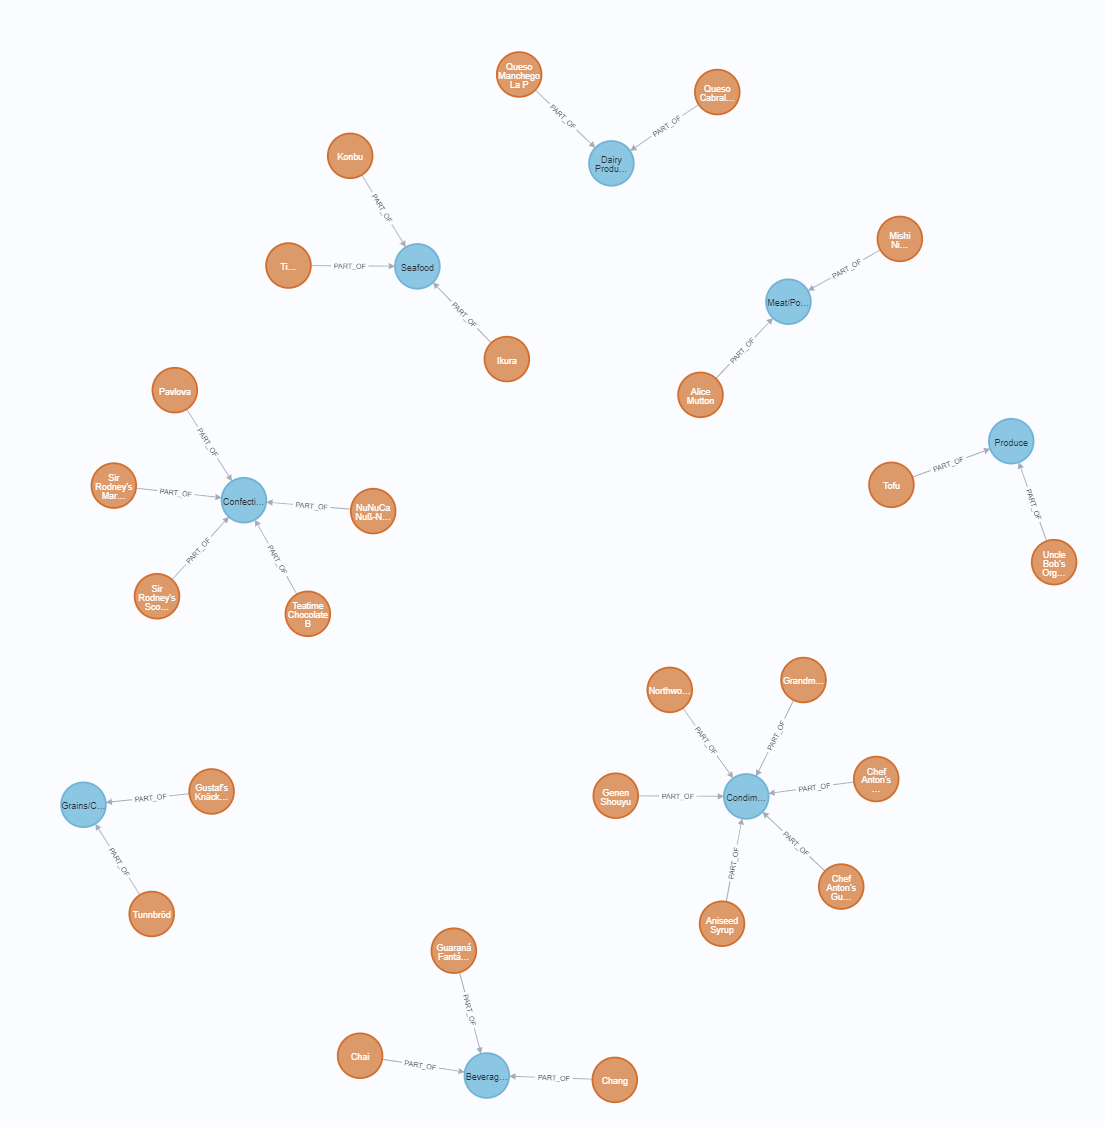 Queso
Manchego
La P
Queso
Cabral...
PART_OF
PART_OF
Dairy
Produ...
Konbu
PART_OF
Ti...
PART_OF
Seafood
PART_OF
Ikura
Mishi
Ni...
PART_OF
Meat/Po...
PART_OF
Alice
Mutton
Pavlova
PART_OF
Sir
Rodney's
Mar...
PART_OF
Confecti...
PART_OF
NuNuCa
Nuß-N...
PART_OF
PART_OF
Sir
Rodney's
Sco...
Teatime
Chocolate
B
Produce
PART_OF
Tofu
PART_OF
Uncle
Bob's
Org...
Northwo...
Grandm...
PART_OF
PART_OF
Genen
Shouyu
PART_OF
Condim...
PART_OF
Chef
Anton's
...
PART_OF
PART_OF
Chef
Anton's
Gu...
Aniseed
Syrup
Grains/C...
PART_OF
Gustaf's
Knäck...
PART_OF
Tunnbröd
Guaraná
Fantá...
PART_OF
Chai
PART_OF
Beverag...
PART_OF
Chang